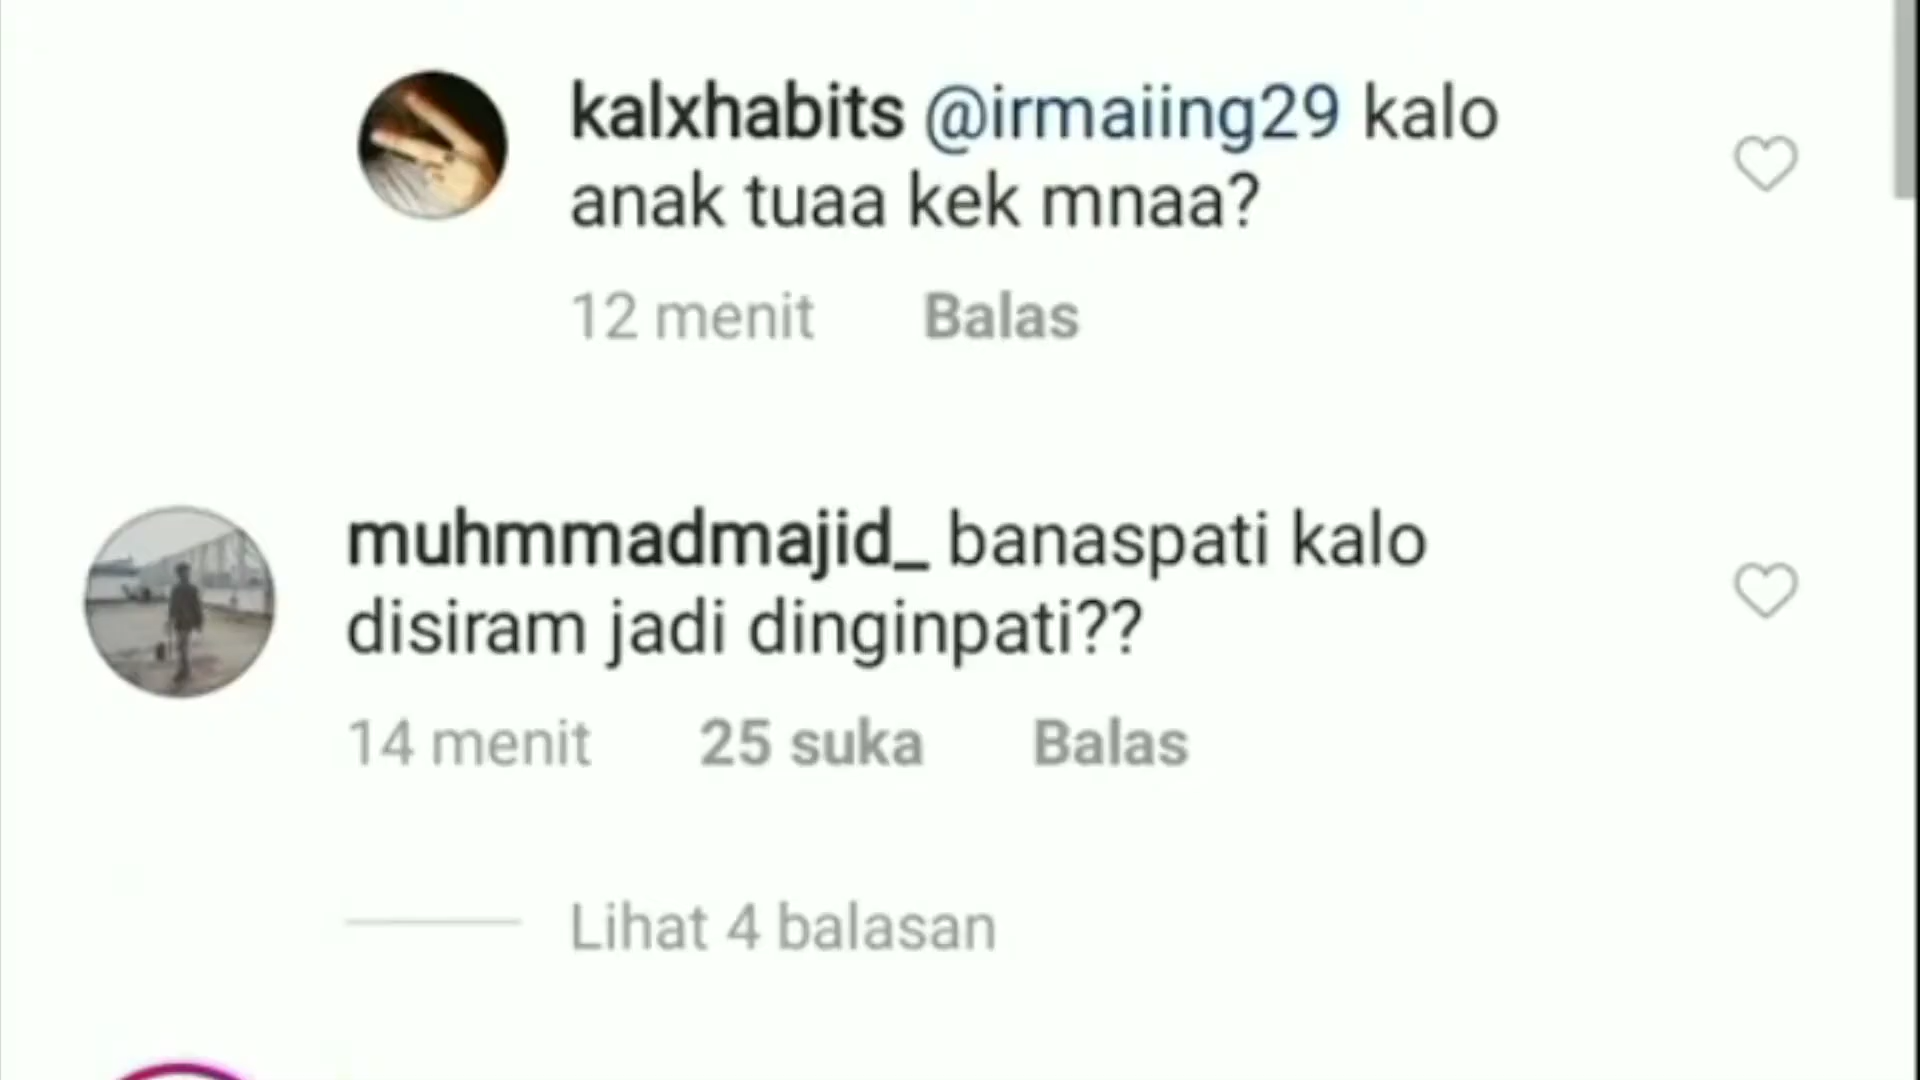 kalxhabits @irmaiing29 kalo
anak tuaa kek mnaa?
12 menit Balas
muhmmadmajid_ banaspati kalo
disiram jadi dinginpati??
14 menit 25 suka Balas
Lihat 4 balasan